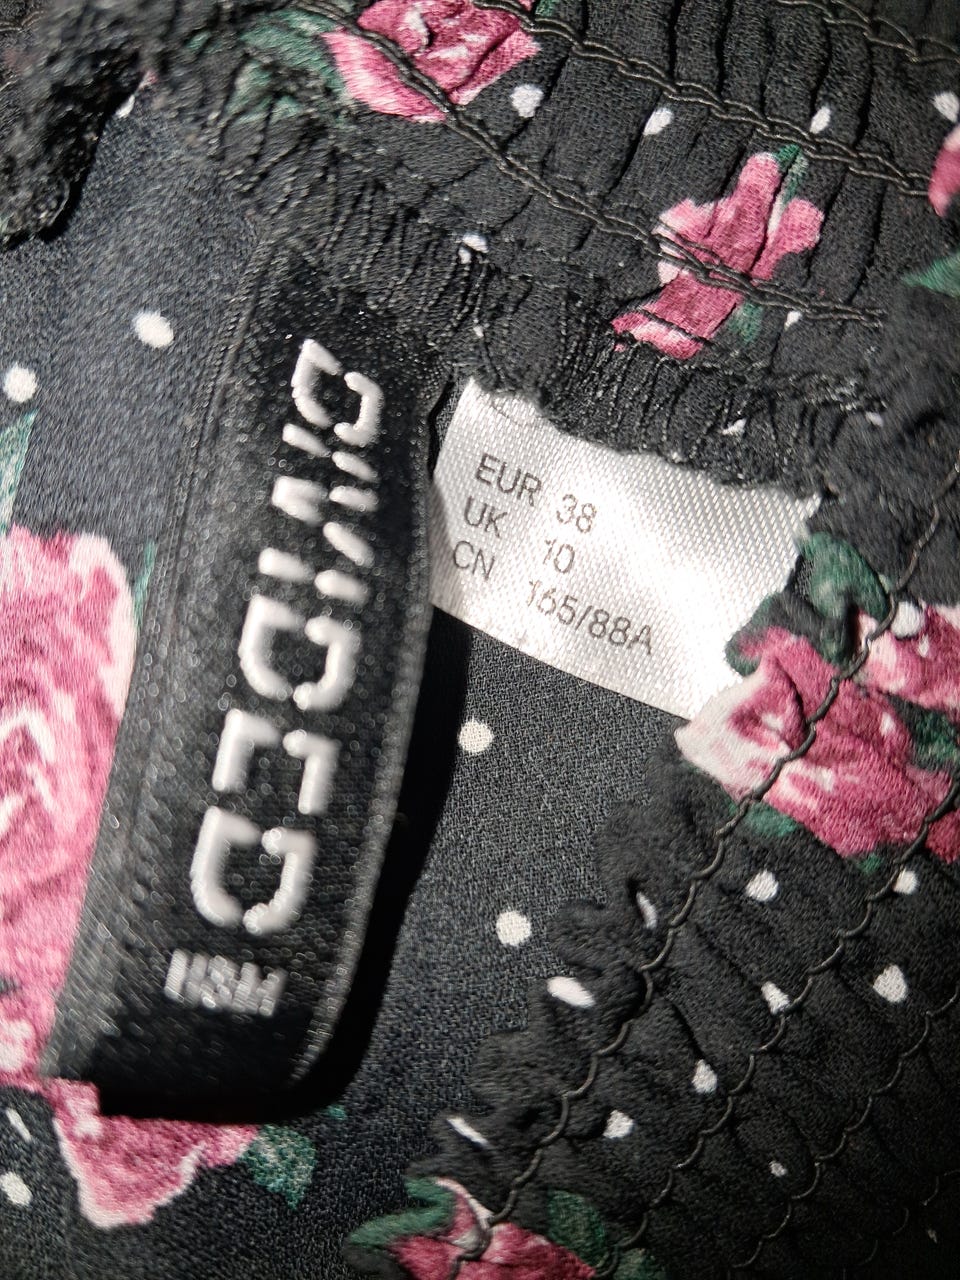 DIVIDED
H&M
EUR 38
UK 10
CN 165/88A